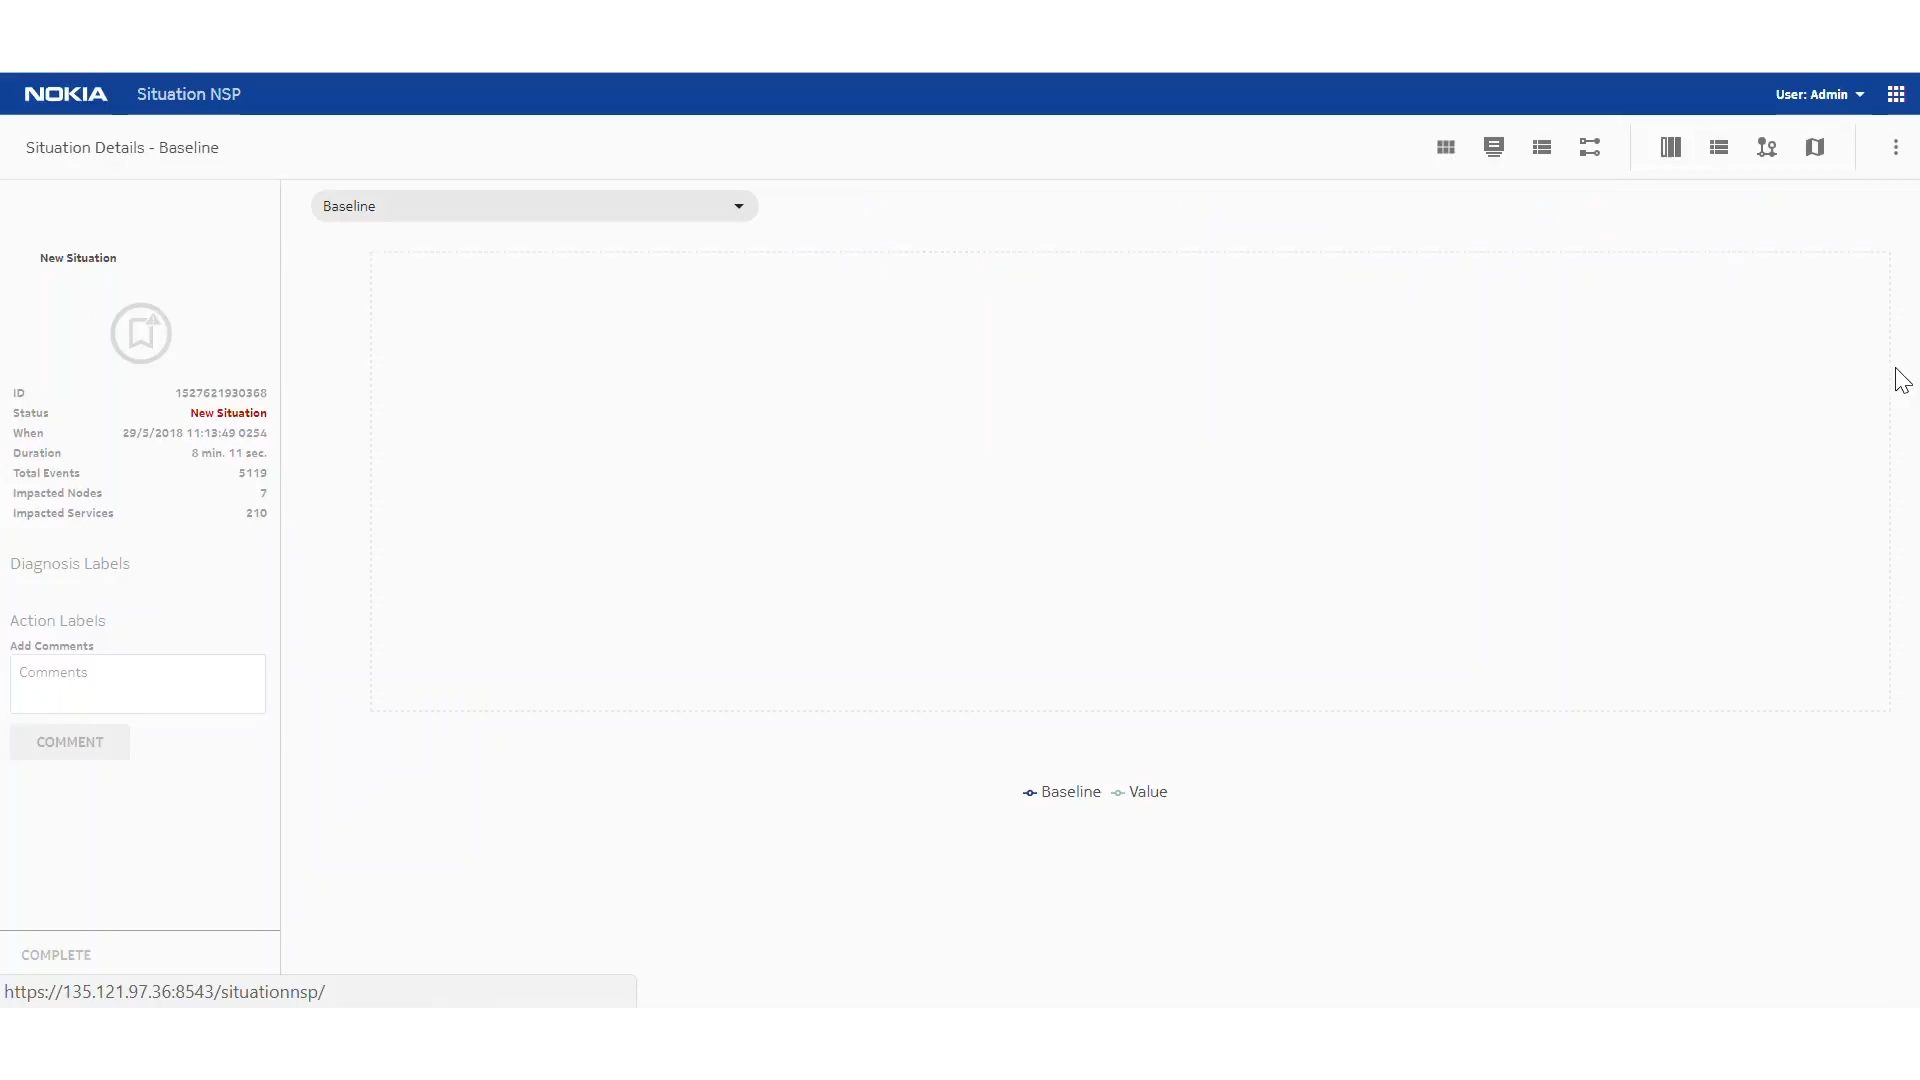 NOKIA Situation NSP User: Admin
Situation Details - Baseline
Baseline
New Situation
ID 1527621930368
Status New Situation
When 29/5/2018 11:13:49 0254
Duration 8 min. 11 sec.
Total Events 5119
Impacted Nodes 7
Impacted Services 210
Diagnosis Labels
Action Labels
Add Comments
Comments
COMMENT
Baseline Value
COMPLETE
https://135.121.97.36:8543/situationnsp/